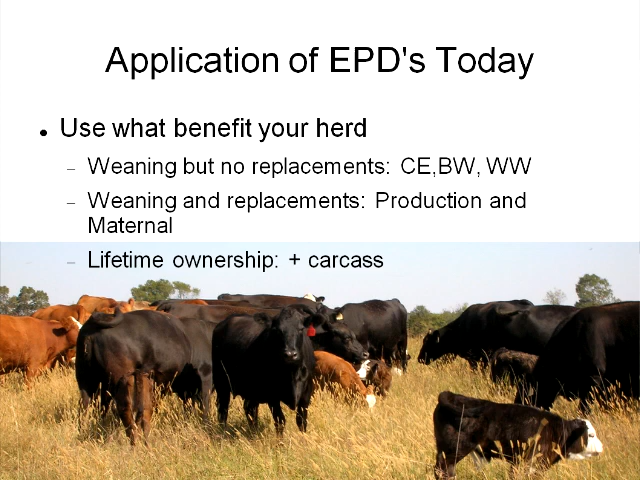 Application of EPD's Today
● Use what benefit your herd
– Weaning but no replacements: CE,BW, WW
– Weaning and replacements: Production and
Maternal
– Lifetime ownership: + carcass